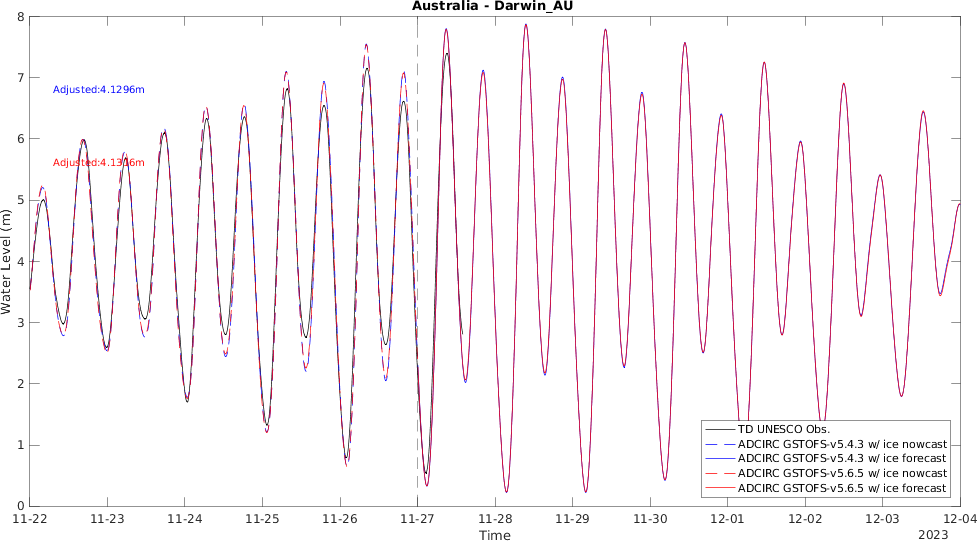 Australia - Darwin_AU
8
7
6
5
4
3
2
1
0
Water Level (m)
Adjusted:4.1296m
Adjusted:4.1316m
TD UNESCO Obs.
ADCIRC GSTOFS-v5.4.3 w/ ice nowcast
ADCIRC GSTOFS-v5.4.3 w/ ice forecast
ADCIRC GSTOFS-v5.6.5 w/ ice nowcast
ADCIRC GSTOFS-v5.6.5 w/ ice forecast
11-22 11-23 11-24 11-25 11-26 11-27 11-28 11-29 11-30 12-01 12-02 12-03 12-04
Time
2023